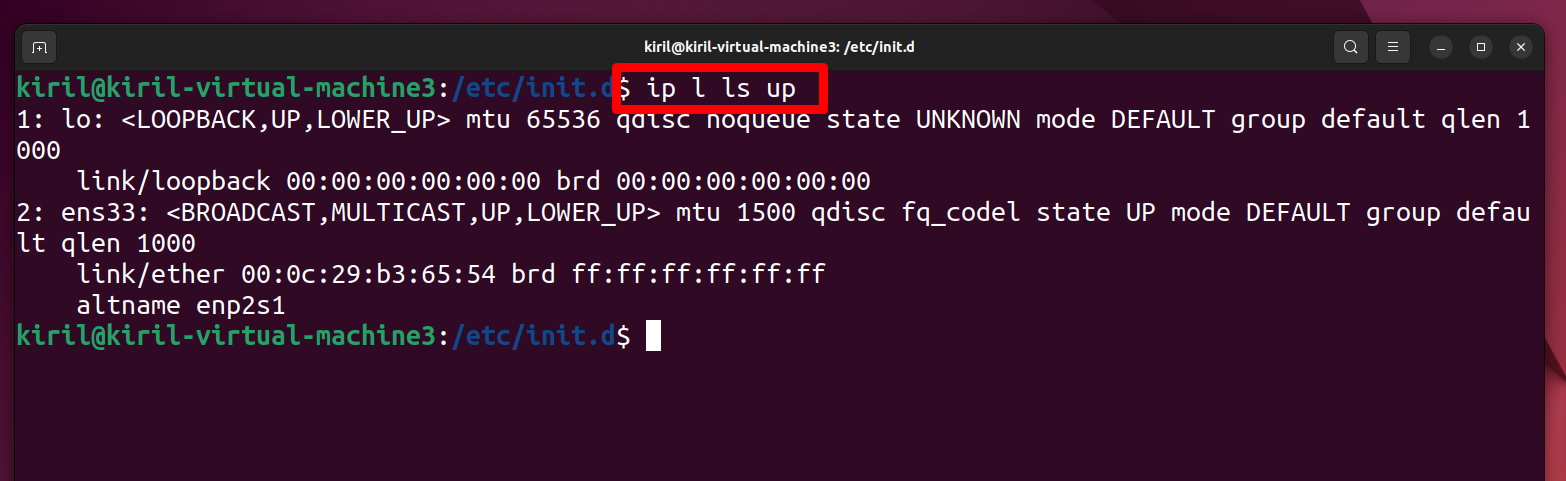 kiril@kiril-virtual-machine3: /etc/init.d
kiril@kiril-virtual-machine3:/etc/init.d$ ip l ls up
1: lo: <LOOPBACK,UP,LOWER_UP> mtu 65536 qdisc noqueue state UNKNOWN mode DEFAULT group default qlen 1
000
    link/loopback 00:00:00:00:00:00 brd 00:00:00:00:00:00
2: ens33: <BROADCAST,MULTICAST,UP,LOWER_UP> mtu 1500 qdisc fq_codel state UP mode DEFAULT group defau
lt qlen 1000
    link/ether 00:0c:29:b3:65:54 brd ff:ff:ff:ff:ff:ff
    altname enp2s1
kiril@kiril-virtual-machine3:/etc/init.d$